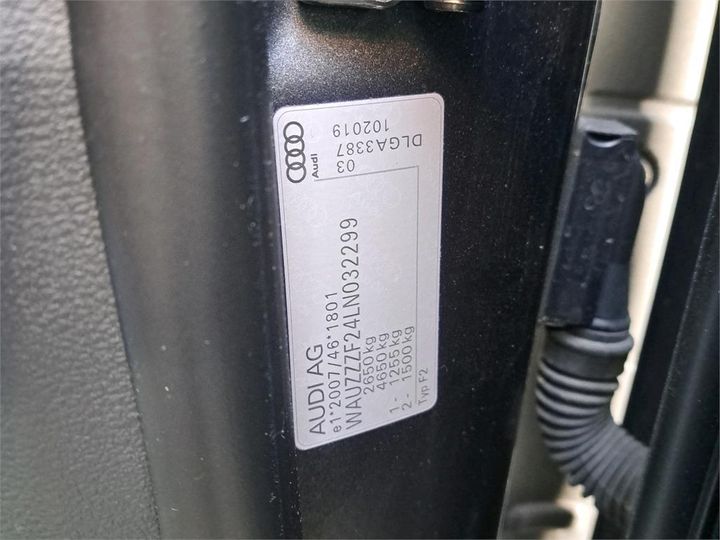 AUDI AG
e1*2007/46*1801
WAUZZZF24LN032299
2650 kg
4650 kg
1 - 1255 kg
2 - 1500 kg
Typ F2
Audi
03
DLGA3387
102019